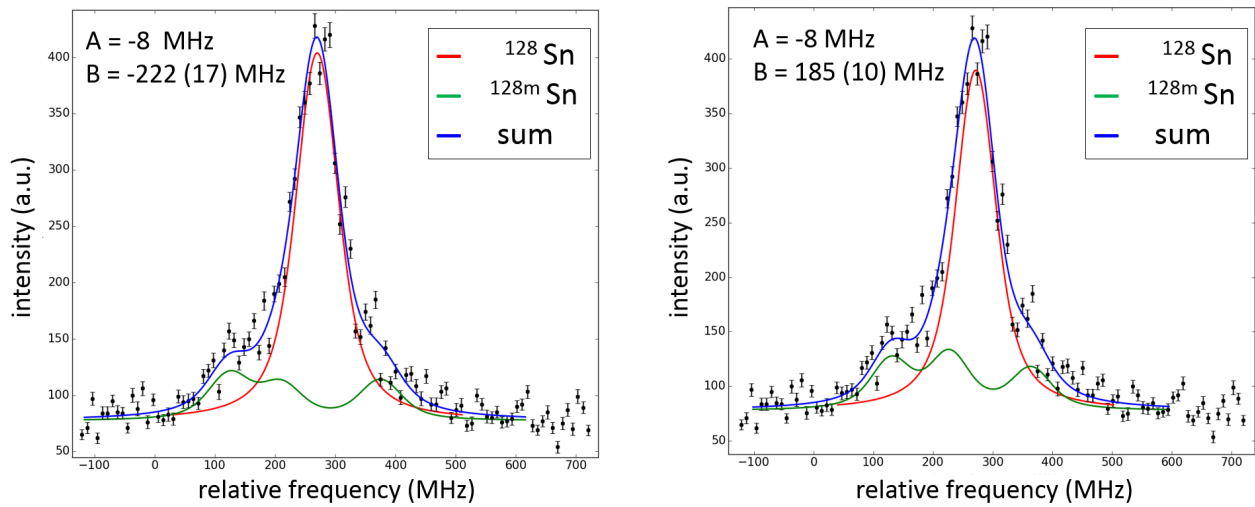 A = -8 MHz
B = -222 (17) MHz
128Sn
128mSn
sum
intensity (a.u.)
400
350
300
250
200
150
100
50
−100 0 100 200 300 400 500 600 700
relative frequency (MHz)
A = -8 MHz
B = 185 (10) MHz
128Sn
128mSn
sum
intensity (a.u.)
400
350
300
250
200
150
100
50
−100 0 100 200 300 400 500 600 700
relative frequency (MHz)